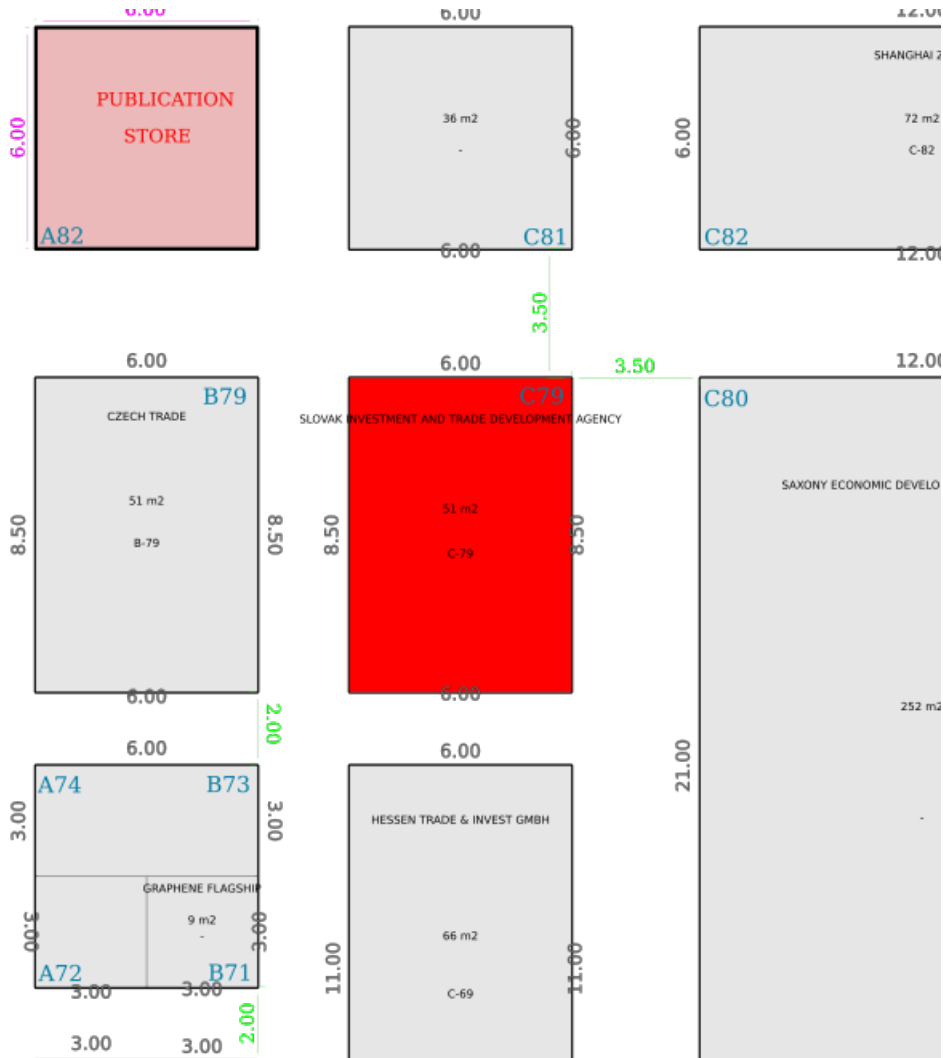 6.00
6.00
12.00
6.00
PUBLICATION
STORE
A82
36 m2
-
6.00
C81
6.00
6.00
SHANGHAI
72 m2
C-82
C82
12.00
3.50
3.50
6.00
B79
CZECH TRADE
51 m2
B-79
8.50
8.50
6.00
6.00
C79
SLOVAK INVESTMENT AND TRADE DEVELOPMENT AGENCY
51 m2
C-79
8.50
8.50
6.00
12.00
C80
SAXONY ECONOMIC
252 m2
21.00
-
2.00
6.00
A74
B73
3.00
3.00
GRAPHENE FLAGSHIP
9 m2
-
3.00
3.00
A72
B71
3.00
3.00
2.00
3.00
3.00
6.00
HESSEN TRADE & INVEST GMBH
66 m2
C-69
11.00
11.00